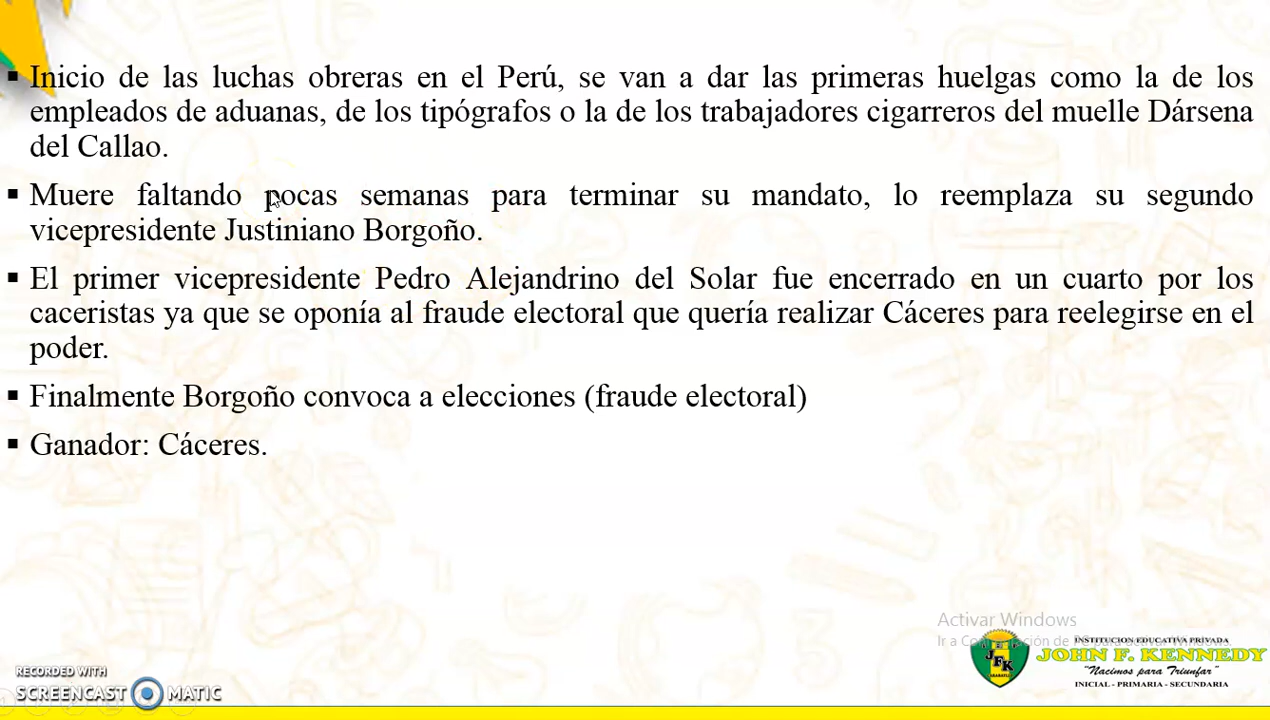 ▪ Inicio de las luchas obreras en el Perú, se van a dar las primeras huelgas como la de los
empleados de aduanas, de los tipógrafos o la de los trabajadores cigarreros del muelle Dársena
del Callao.
▪ Muere faltando pocas semanas para terminar su mandato, lo reemplaza su segundo
vicepresidente Justiniano Borgoño.
▪ El primer vicepresidente Pedro Alejandrino del Solar fue encerrado en un cuarto por los
caceristas ya que se oponía al fraude electoral que quería realizar Cáceres para reelegirse en el
poder.
▪ Finalmente Borgoño convoca a elecciones (fraude electoral)
▪ Ganador: Cáceres.
Activar Windows
Ir a
INSTITUCION EDUCATIVA PRIVADA
JFK
JOHN F. KENNEDY
"Nacimos para Triunfar"
INICIAL - PRIMARIA - SECUNDARIA
RECORDED WITH
SCREENCAST MATIC